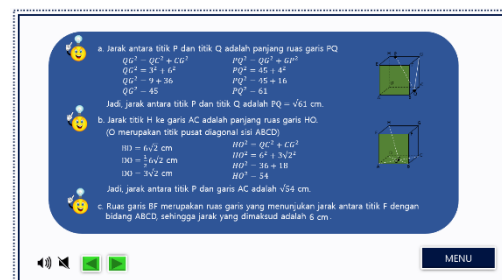 a. Jarak antara titik P dan titik Q adalah panjang ruas garis PQ
QG² = QC² + CG² PQ² = QG² + GP²
QG² = 3² + 6² PQ² = 45 + 4²
QG² = 9 + 36 PQ² = 45 + 16
QG² = 45 PQ² = 61
Jadi, jarak antara titik P dan titik Q adalah PQ = √61 cm.
b. Jarak titik H ke garis AC adalah panjang ruas garis HO.
(O merupakan titik pusat diagonal sisi ABCD)
BD = 6√2 cm HO² = QC² + CG²
DO = ½6√2 cm HO² = 6² + 3√2²
DO = 3√2 cm HO² = 36 + 18
HO² = 54
Jadi, jarak antara titik P dan garis AC adalah √54 cm.
c. Ruas garis BF merupakan ruas garis yang menunjukan jarak antara titik F dengan
bidang ABCD, sehingga jarak yang dimaksud adalah 6 cm.
MENU